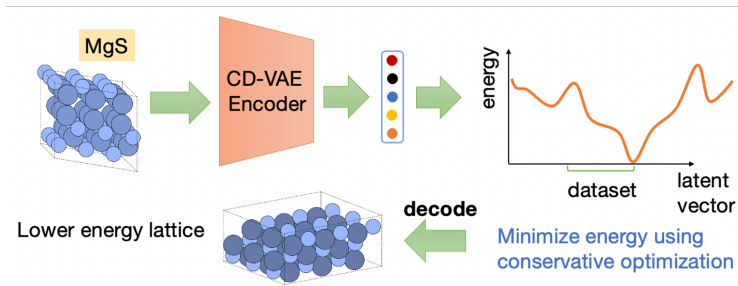 MgS
CD-VAE
Encoder
energy
dataset
latent
vector
Lower energy lattice
decode
Minimize energy using
conservative optimization